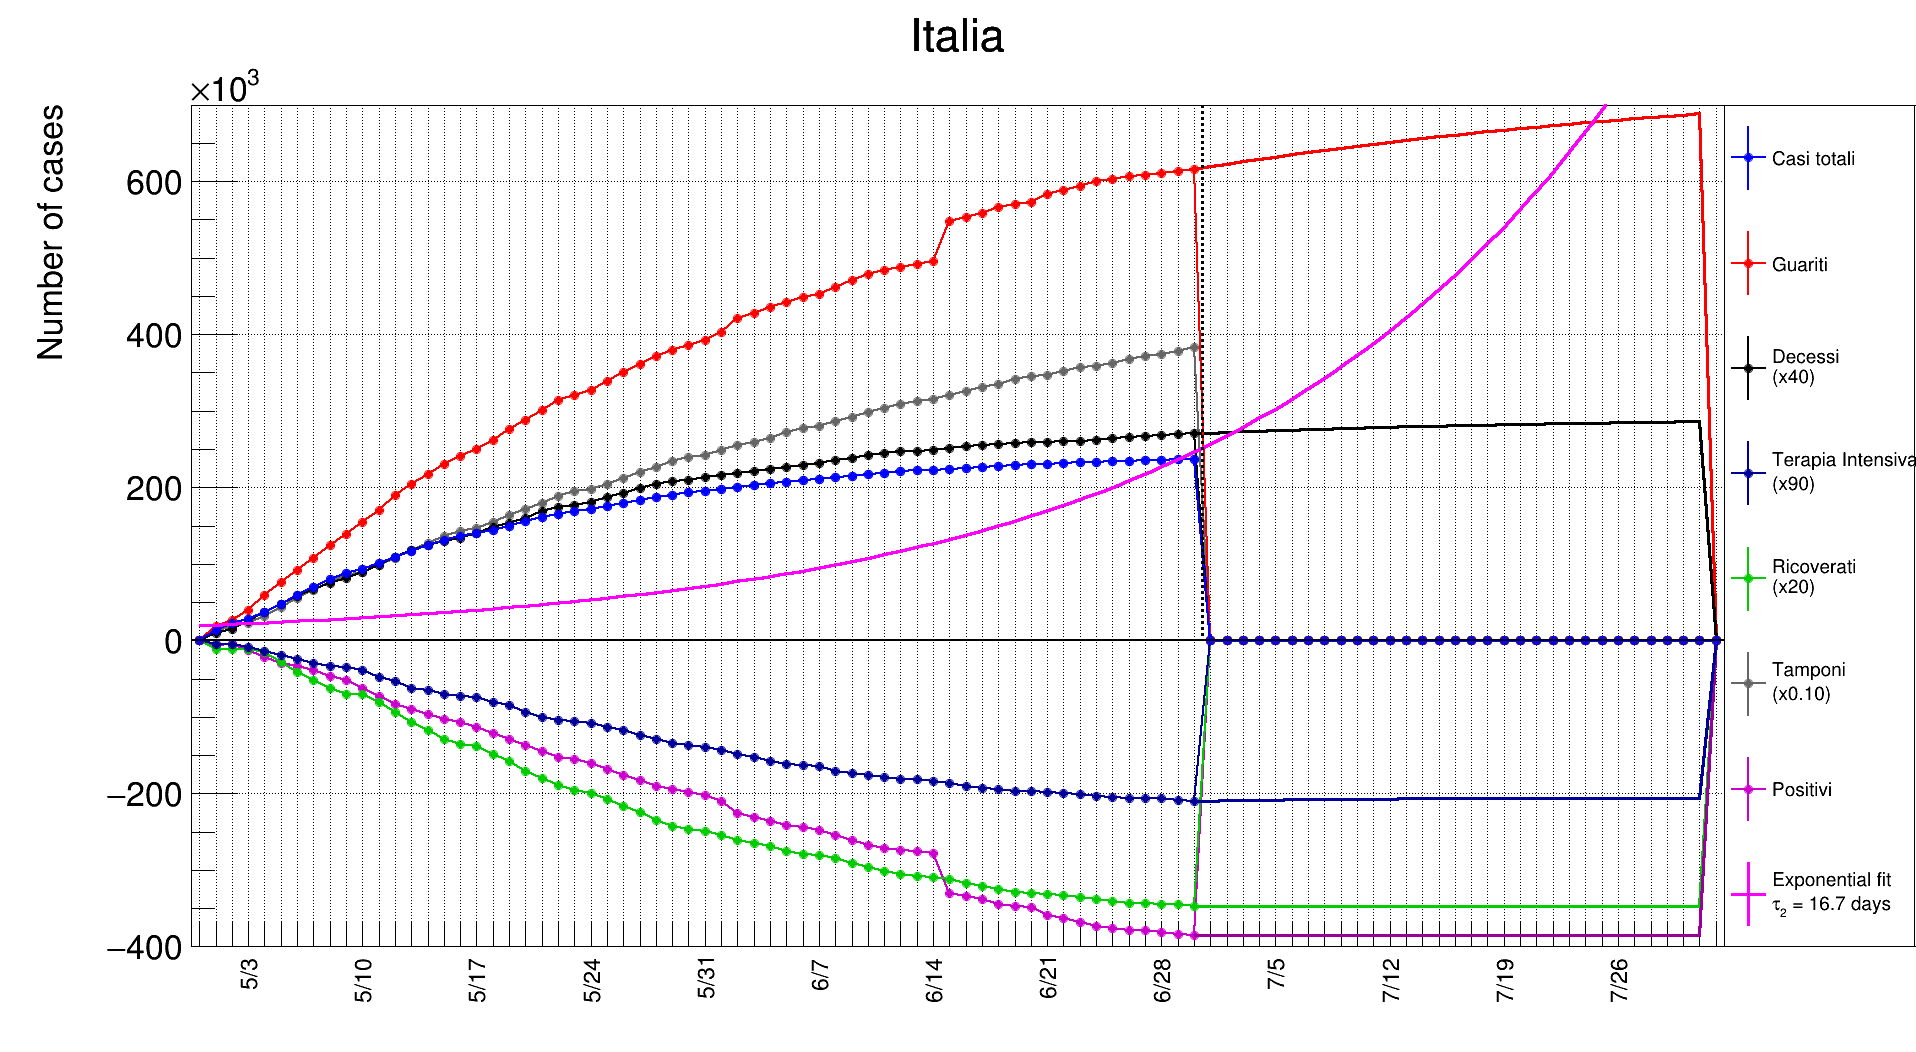 Italia
×10³
Number of cases
600
400
200
0
−200
−400
5/3
5/10
5/17
5/24
5/31
6/7
6/14
6/21
6/28
7/5
7/12
7/19
7/26
Casi totali
Guariti
Decessi
(x40)
Terapia Intensiva
(x90)
Ricoverati
(x20)
Tamponi
(x0.10)
Positivi
Exponential fit
τ₂ = 16.7 days